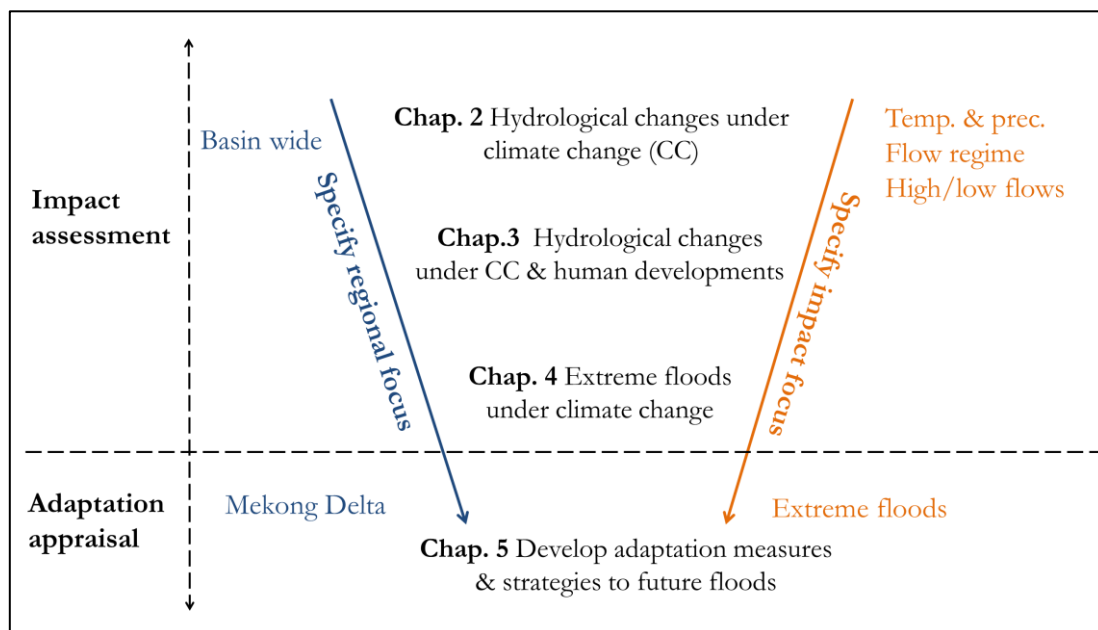 Impact
assessment
Basin wide
Specify regional focus
Chap. 2 Hydrological changes under
climate change (CC)
Chap.3 Hydrological changes
under CC & human developments
Chap. 4 Extreme floods
under climate change
Specify impact focus
Temp. & prec.
Flow regime
High/low flows
Adaptation
appraisal
Mekong Delta
Extreme floods
Chap. 5 Develop adaptation measures
& strategies to future floods